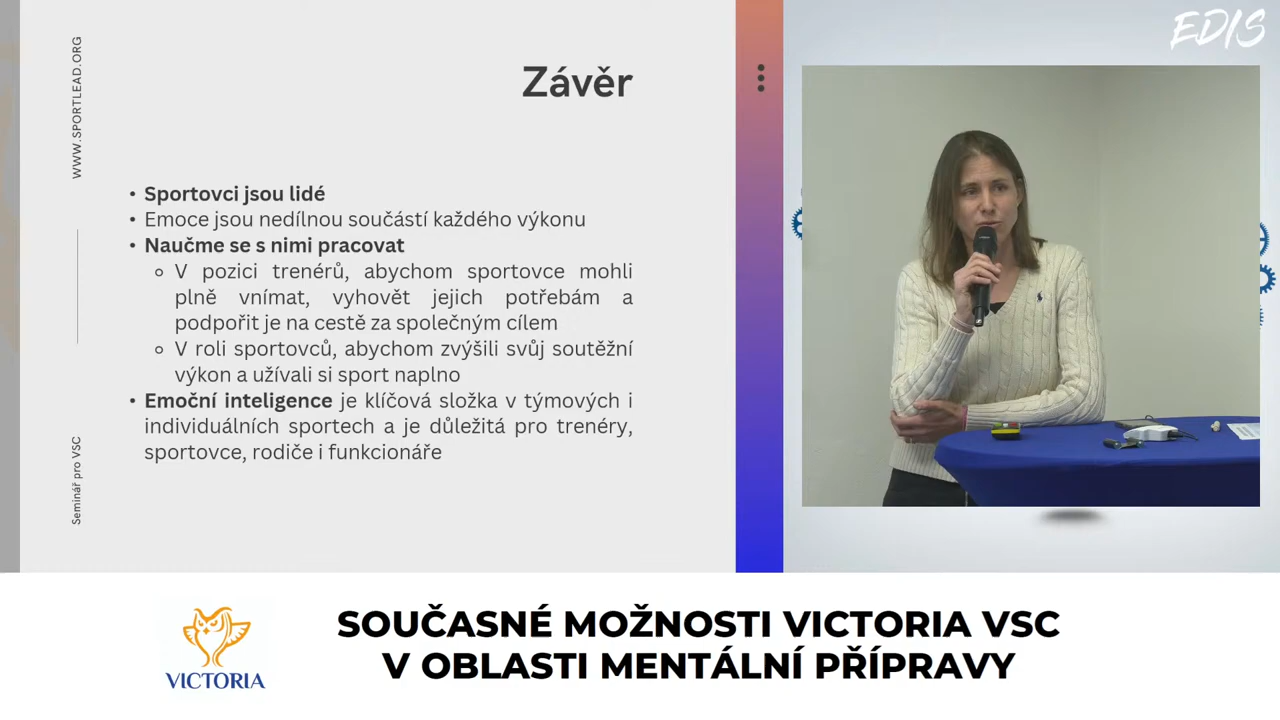 WWW.SPORTLEAD.ORG
Seminář pro VSC
Závěr
• Sportovci jsou lidé
• Emoce jsou nedílnou součástí každého výkonu
• Naučme se s nimi pracovat
V pozici trenérů, abychom sportovce mohli
plně vnímat, vyhovět jejich potřebám a
podpořit je na cestě za společným cílem
V roli sportovců, abychom zvýšili svůj soutěžní
výkon a užívali si sport naplno
• Emoční inteligence je klíčová složka v týmových i
individuálních sportech a je důležitá pro trenéry,
sportovce, rodiče i funkcionáře
EDIS
VICTORIA
SOUČASNÉ MOŽNOSTI VICTORIA VSC
V OBLASTI MENTÁLNÍ PŘÍPRAVY